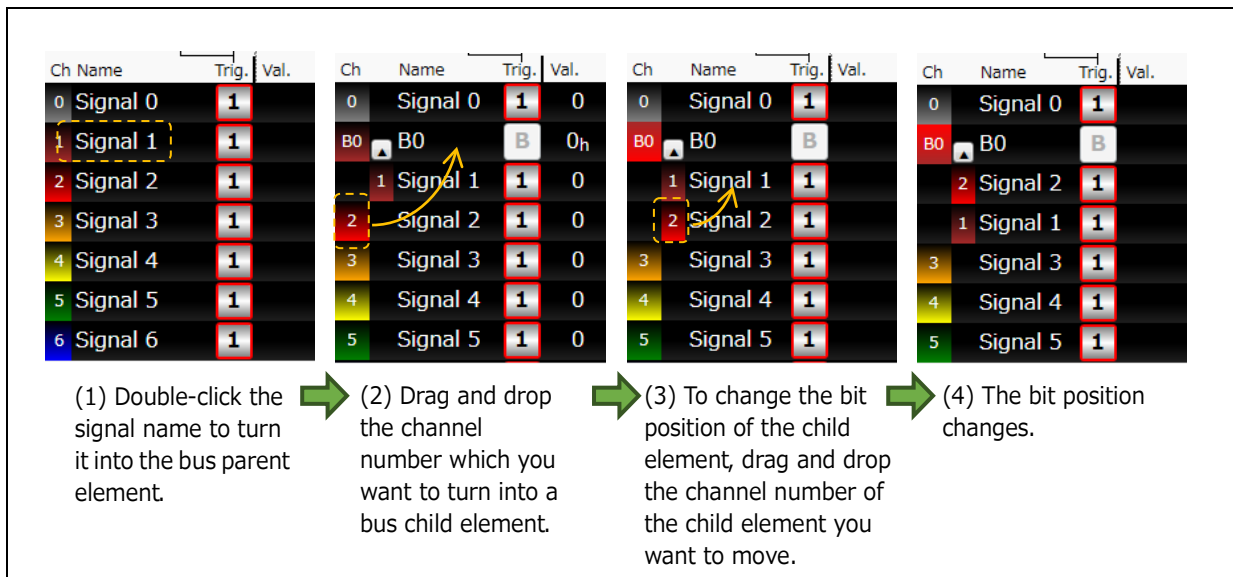 Ch Name Trig. Val.
0 Signal 0 1
1 Signal 1 1
2 Signal 2 1
3 Signal 3 1
4 Signal 4 1
5 Signal 5 1
6 Signal 6 1
(1) Double-click the
signal name to turn
it into the bus parent
element.
Ch Name Trig. Val.
0 Signal 0 1 0
B0 B0 B 0h
1 Signal 1 1 0
2 Signal 2 1 0
3 Signal 3 1 0
4 Signal 4 1 0
5 Signal 5 1 0
(2) Drag and drop
the channel
number which you
want to turn into a
bus child element.
Ch Name Trig. Val.
0 Signal 0 1
B0 B0 B
1 Signal 1 1
2 Signal 2 1
3 Signal 3 1
4 Signal 4 1
5 Signal 5 1
(3) To change the bit
position of the child
element, drag and drop
the channel number of
the child element you
want to move.
Ch Name Trig. Val.
0 Signal 0 1
B0 B0 B
2 Signal 2 1
1 Signal 1 1
3 Signal 3 1
4 Signal 4 1
5 Signal 5 1
(4) The bit position
changes.